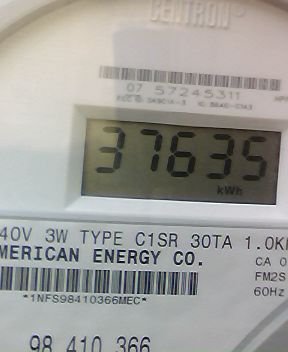 CENTRON®
07 57245311
37635
kWh
40V 3W TYPE C1SR 30TA 1.0K
MERICAN ENERGY CO.
CA 0
FM2S
*1NFS98410366MEC*
60Hz
98 410 366